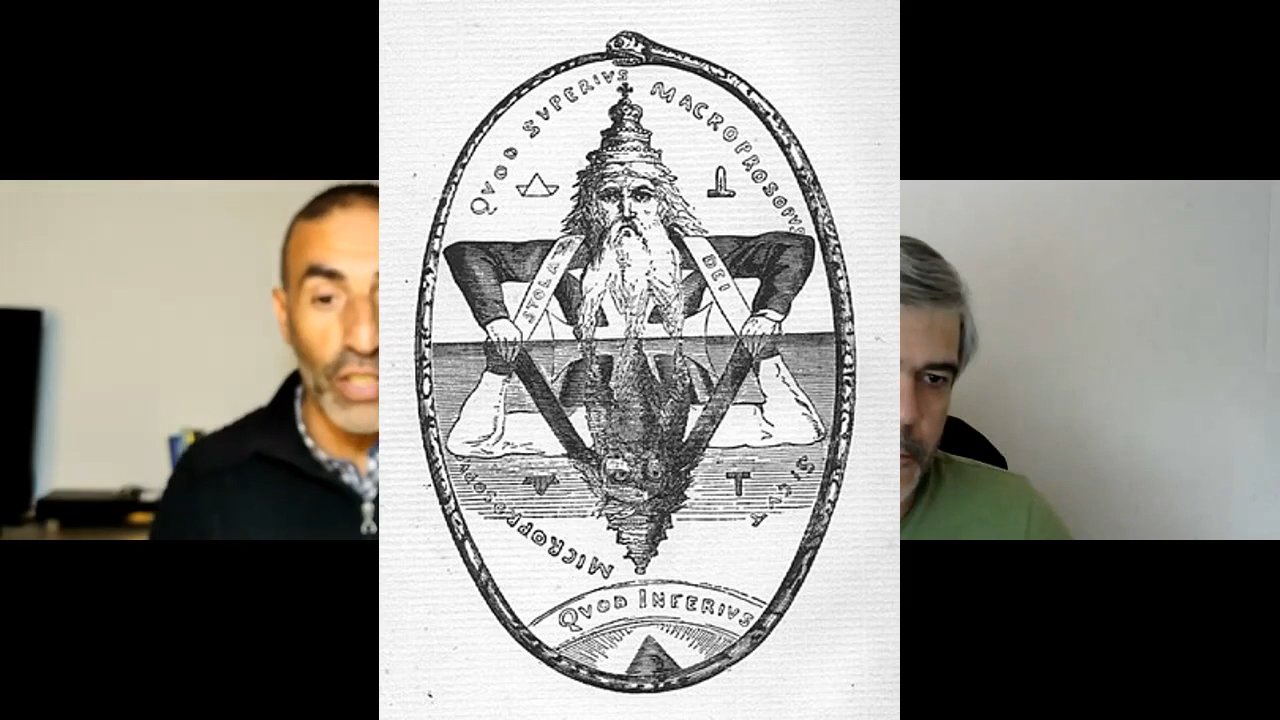 QVOD SVPERIVS
MACROPROSOPVS
STOLA
DEI
MICROPROSOPVS
QVOD INFERIVS